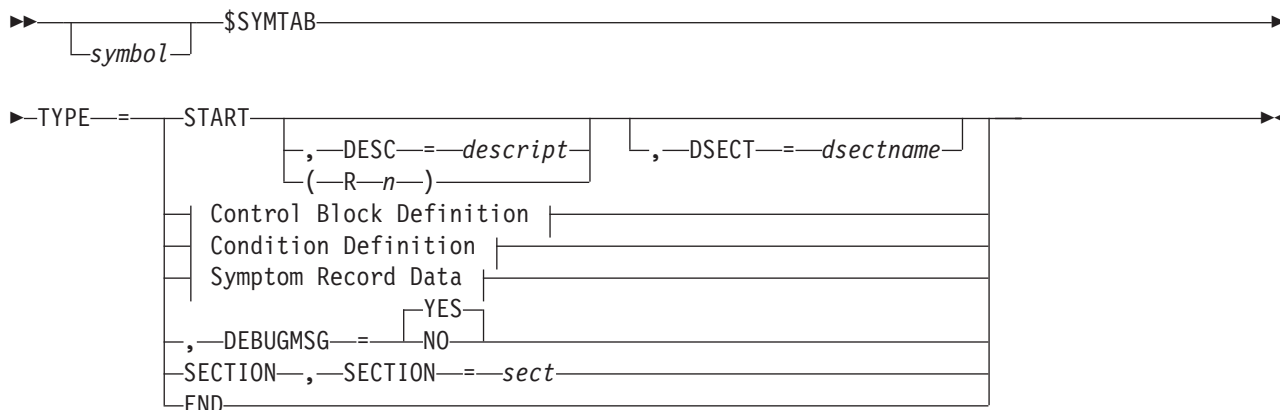 $SYMTAB
symbol
TYPE = START
, DESC = descript , DSECT = dsectname
( R n )
Control Block Definition
Condition Definition
Symptom Record Data
YES
, DEBUGMSG = NO
SECTION , SECTION = sect
END